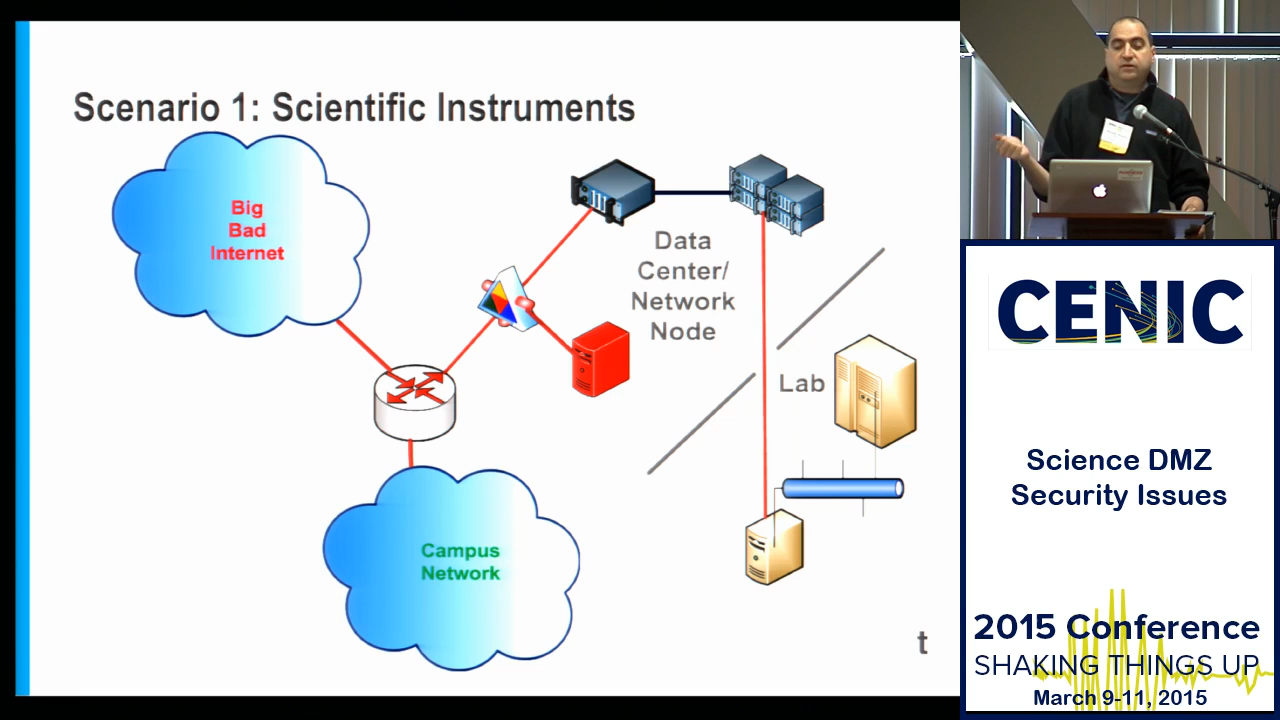 Scenario 1: Scientific Instruments
Big
Bad
Internet
Data
Center/
Network
Node
Lab
Campus
Network
t
CENIC
Science DMZ
Security Issues
2015 Conference
SHAKING THINGS UP
March 9-11, 2015